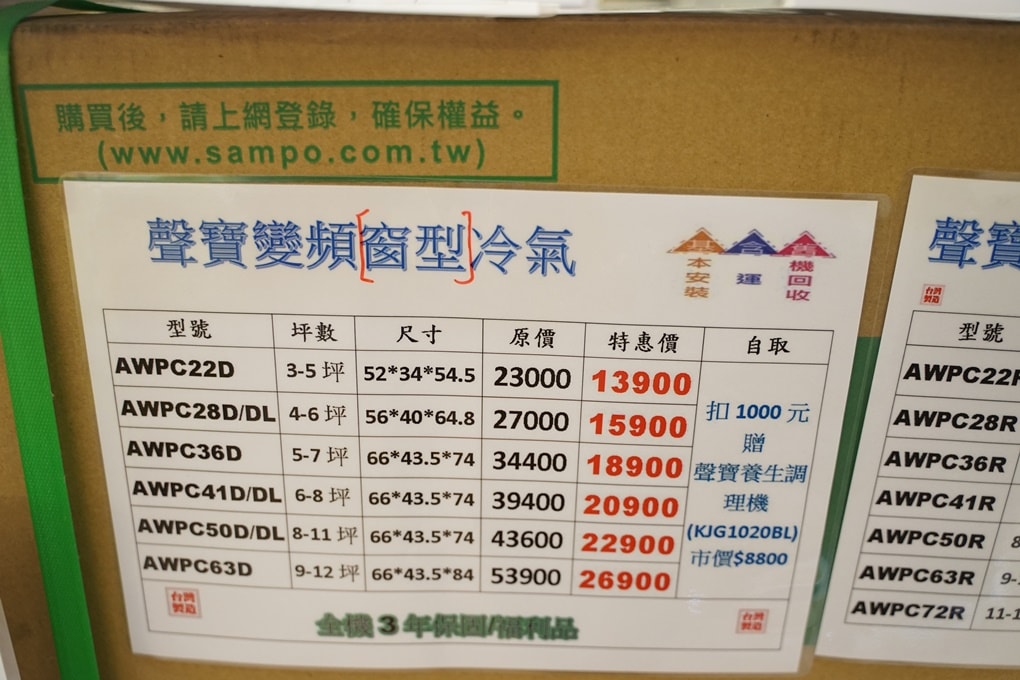 購買後，請上網登錄，確保權益。
(www.sampo.com.tw)
聲寶變頻窗型冷氣
基本安裝 含運 舊機回收
型號 坪數 尺寸 原價 特惠價 自取
AWPC22D 3-5 坪 52*34*54.5 23000 13900
AWPC28D/DL 4-6 坪 56*40*64.8 27000 15900
AWPC36D 5-7 坪 66*43.5*74 34400 18900
AWPC41D/DL 6-8 坪 66*43.5*74 39400 20900
AWPC50D/DL 8-11 坪 66*43.5*74 43600 22900
AWPC63D 9-12 坪 66*43.5*84 53900 26900
扣 1000 元
贈
聲寶養生調
理機
(KJG1020BL)
市價$8800
台灣
製造
全機 3 年保固/福利品
台灣
製造
聲寶
台灣
製造
型號
AWPC22R
AWPC28R
AWPC36R
AWPC41R
AWPC50R 8
AWPC63R 9-
AWPC72R 11-1